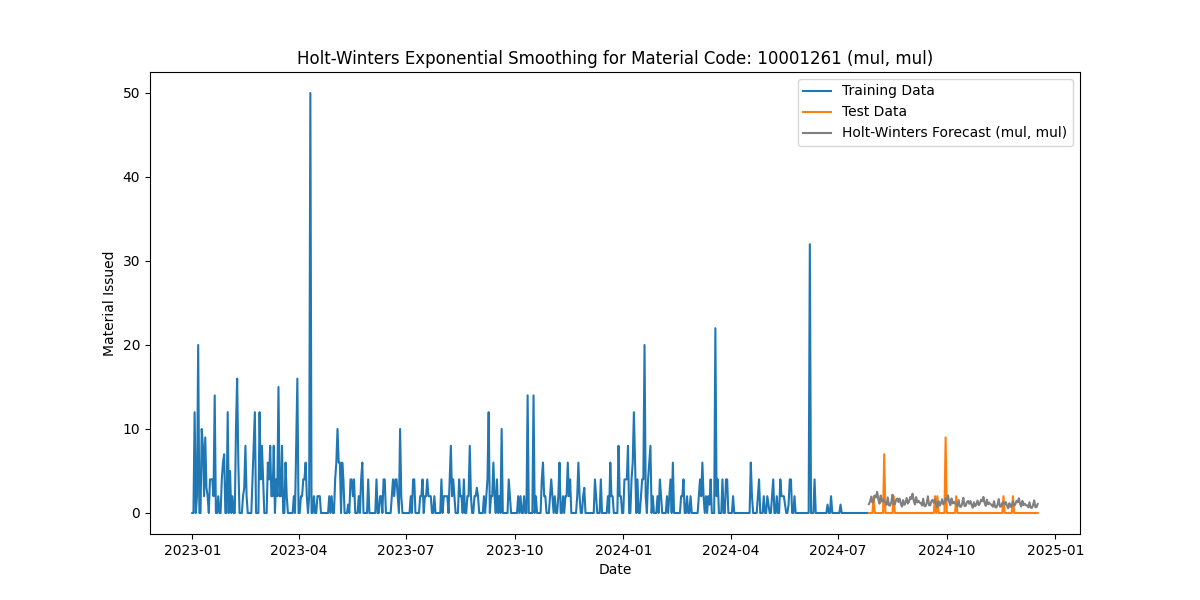 Holt-Winters Exponential Smoothing for Material Code: 10001261 (mul, mul)
Training Data
Test Data
Holt-Winters Forecast (mul, mul)
Material Issued
50
40
30
20
10
0
2023-01
2023-04
2023-07
2023-10
2024-01
2024-04
2024-07
2024-10
2025-01
Date